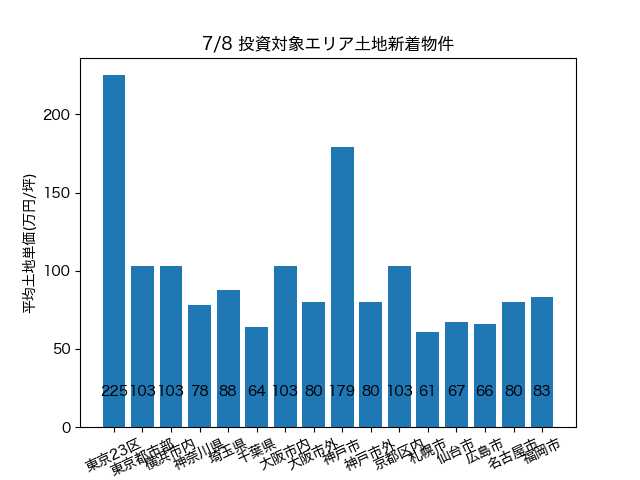 7/8 投資対象エリア土地新着物件
平均土地単価(万円/坪)
200
150
100
50
0
225 103 103 78 88 64 103 80 179 80 103 61 67 66 80 83
東京23区 東京都市部 横浜市内 神奈川県 埼玉県 千葉県 大阪市内 大阪市外 神戸市 神戸市外 京都区内 札幌市 仙台市 広島市 名古屋市 福岡市